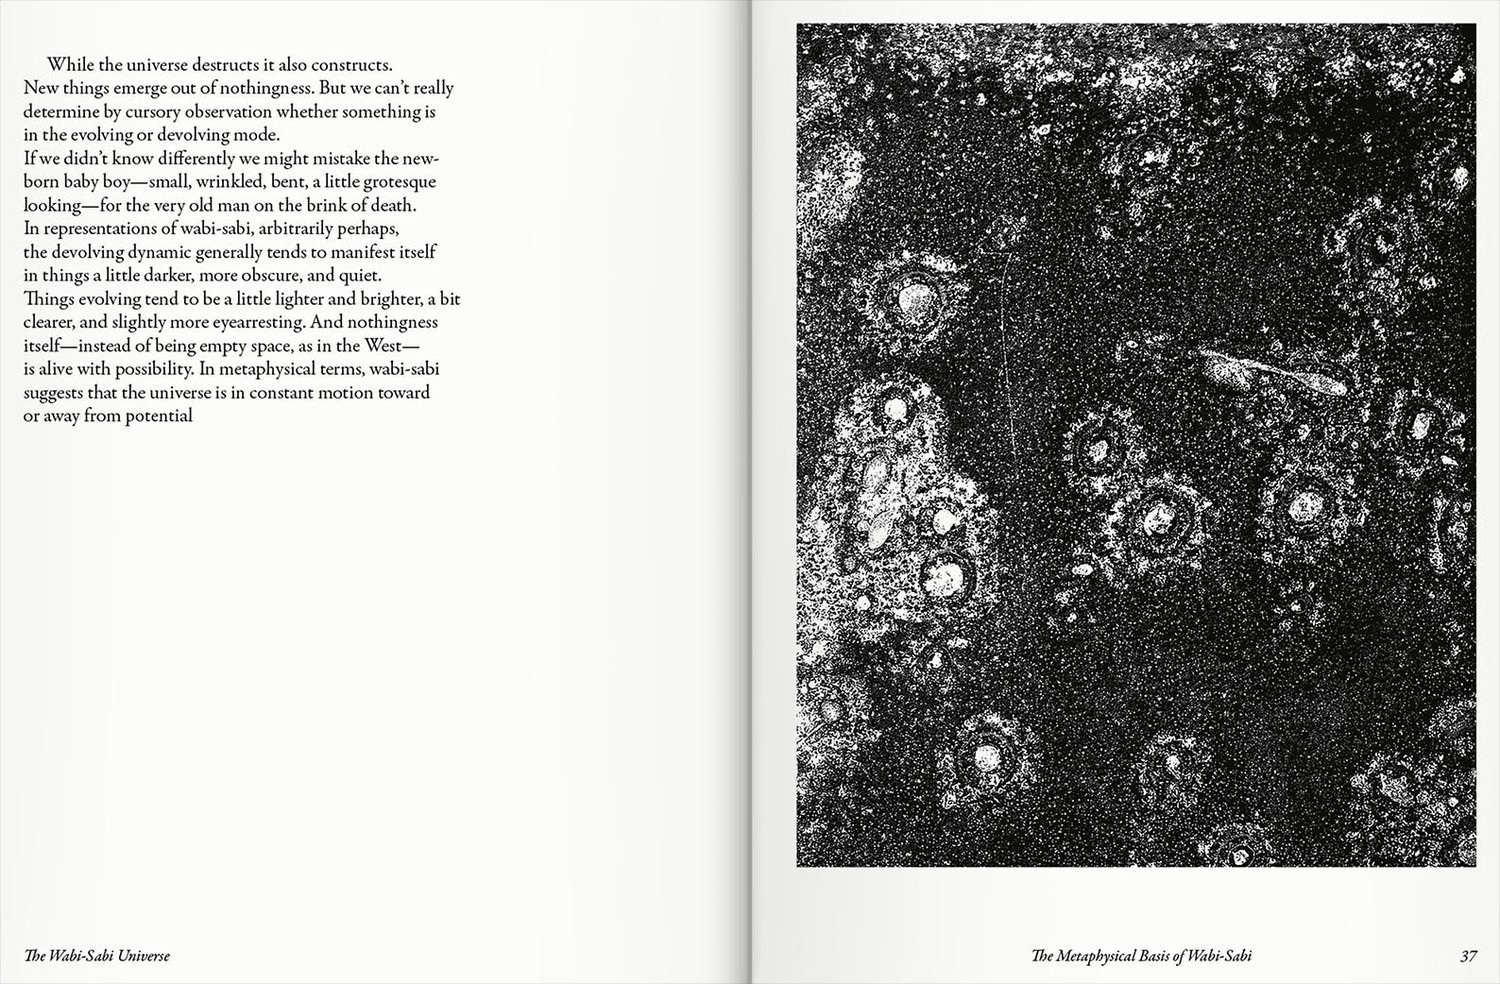 While the universe destructs it also constructs.
New things emerge out of nothingness. But we can’t really
determine by cursory observation whether something is
in the evolving or devolving mode.
If we didn’t know differently we might mistake the new-
born baby boy—small, wrinkled, bent, a little grotesque
looking—for the very old man on the brink of death.
In representations of wabi-sabi, arbitrarily perhaps,
the devolving dynamic generally tends to manifest itself
in things a little darker, more obscure, and quiet.
Things evolving tend to be a little lighter and brighter, a bit
clearer, and slightly more eyearresting. And nothingness
itself—instead of being empty space, as in the West—
is alive with possibility. In metaphysical terms, wabi-sabi
suggests that the universe is in constant motion toward
or away from potential
The Wabi-Sabi Universe
The Metaphysical Basis of Wabi-Sabi
37